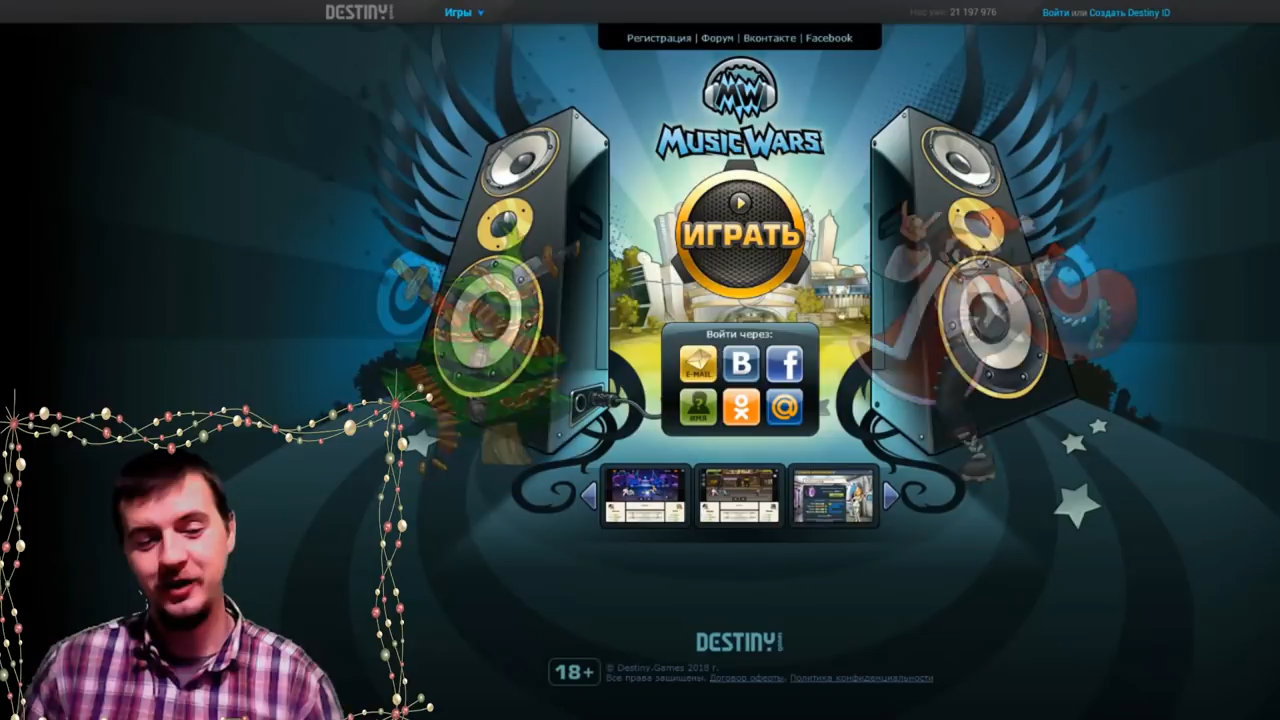 DESTINY
Игры
21 197 976
Войти или Создать Destiny ID
Регистрация | Форум | Вконтакте | Facebook
MW
MUSIC WARS
ИГРАТЬ
Войти через:
E-MAIL
B
f
ИМЯ
@
DESTINY
18+
© Destiny.Games 2018 г.
Все права защищены. Договор оферты. Политика конфиденциальности